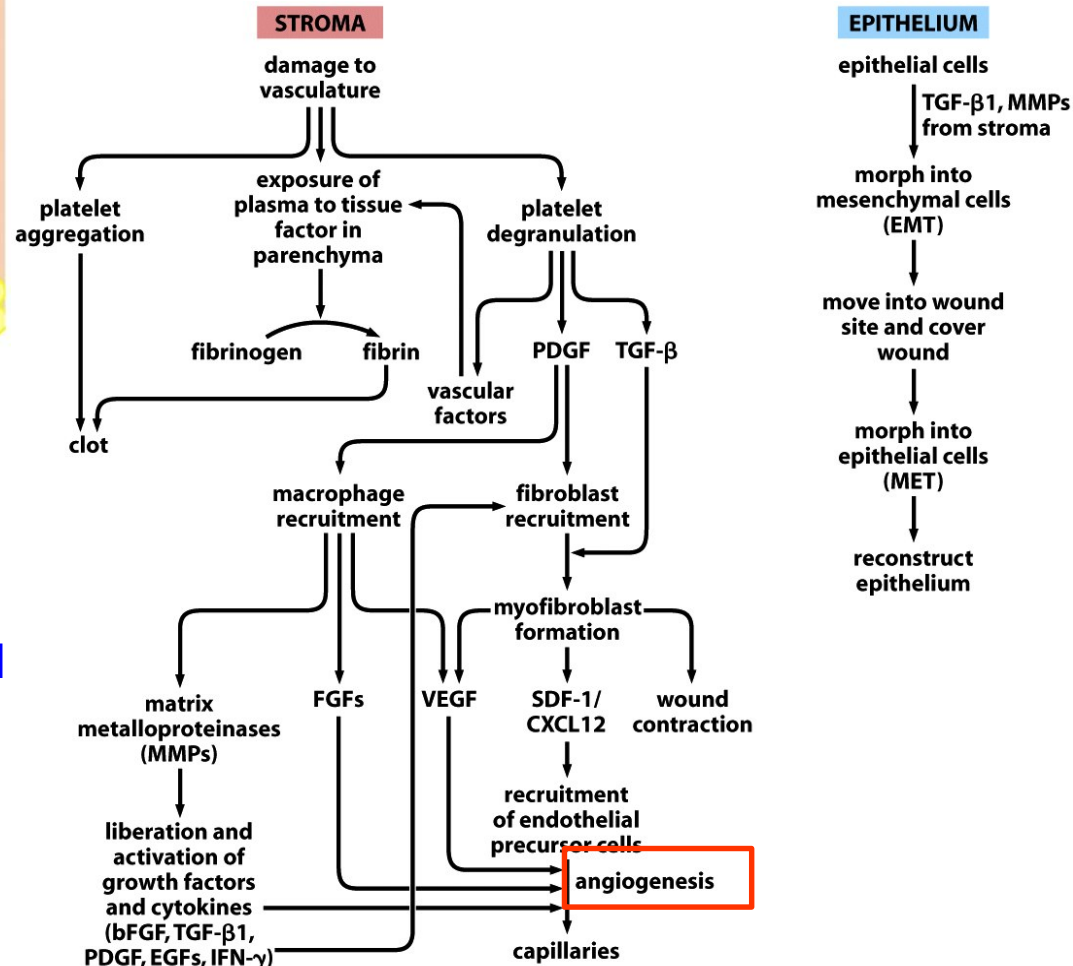 STROMA
damage to
vasculature
platelet
aggregation
exposure of
plasma to tissue
factor in
parenchyma
platelet
degranulation
fibrinogen
fibrin
vascular
factors
PDGF
TGF-β
clot
macrophage
recruitment
fibroblast
recruitment
myofibroblast
formation
matrix
metalloproteinases
(MMPs)
FGFs
VEGF
SDF-1/
CXCL12
wound
contraction
liberation and
activation of
growth factors
and cytokines
(bFGF, TGF-β1,
PDGF, EGFs, IFN-γ)
recruitment
of endothelial
precursor cells
angiogenesis
capillaries
EPITHELIUM
epithelial cells
TGF-β1, MMPs
from stroma
morph into
mesenchymal cells
(EMT)
move into wound
site and cover
wound
morph into
epithelial cells
(MET)
reconstruct
epithelium